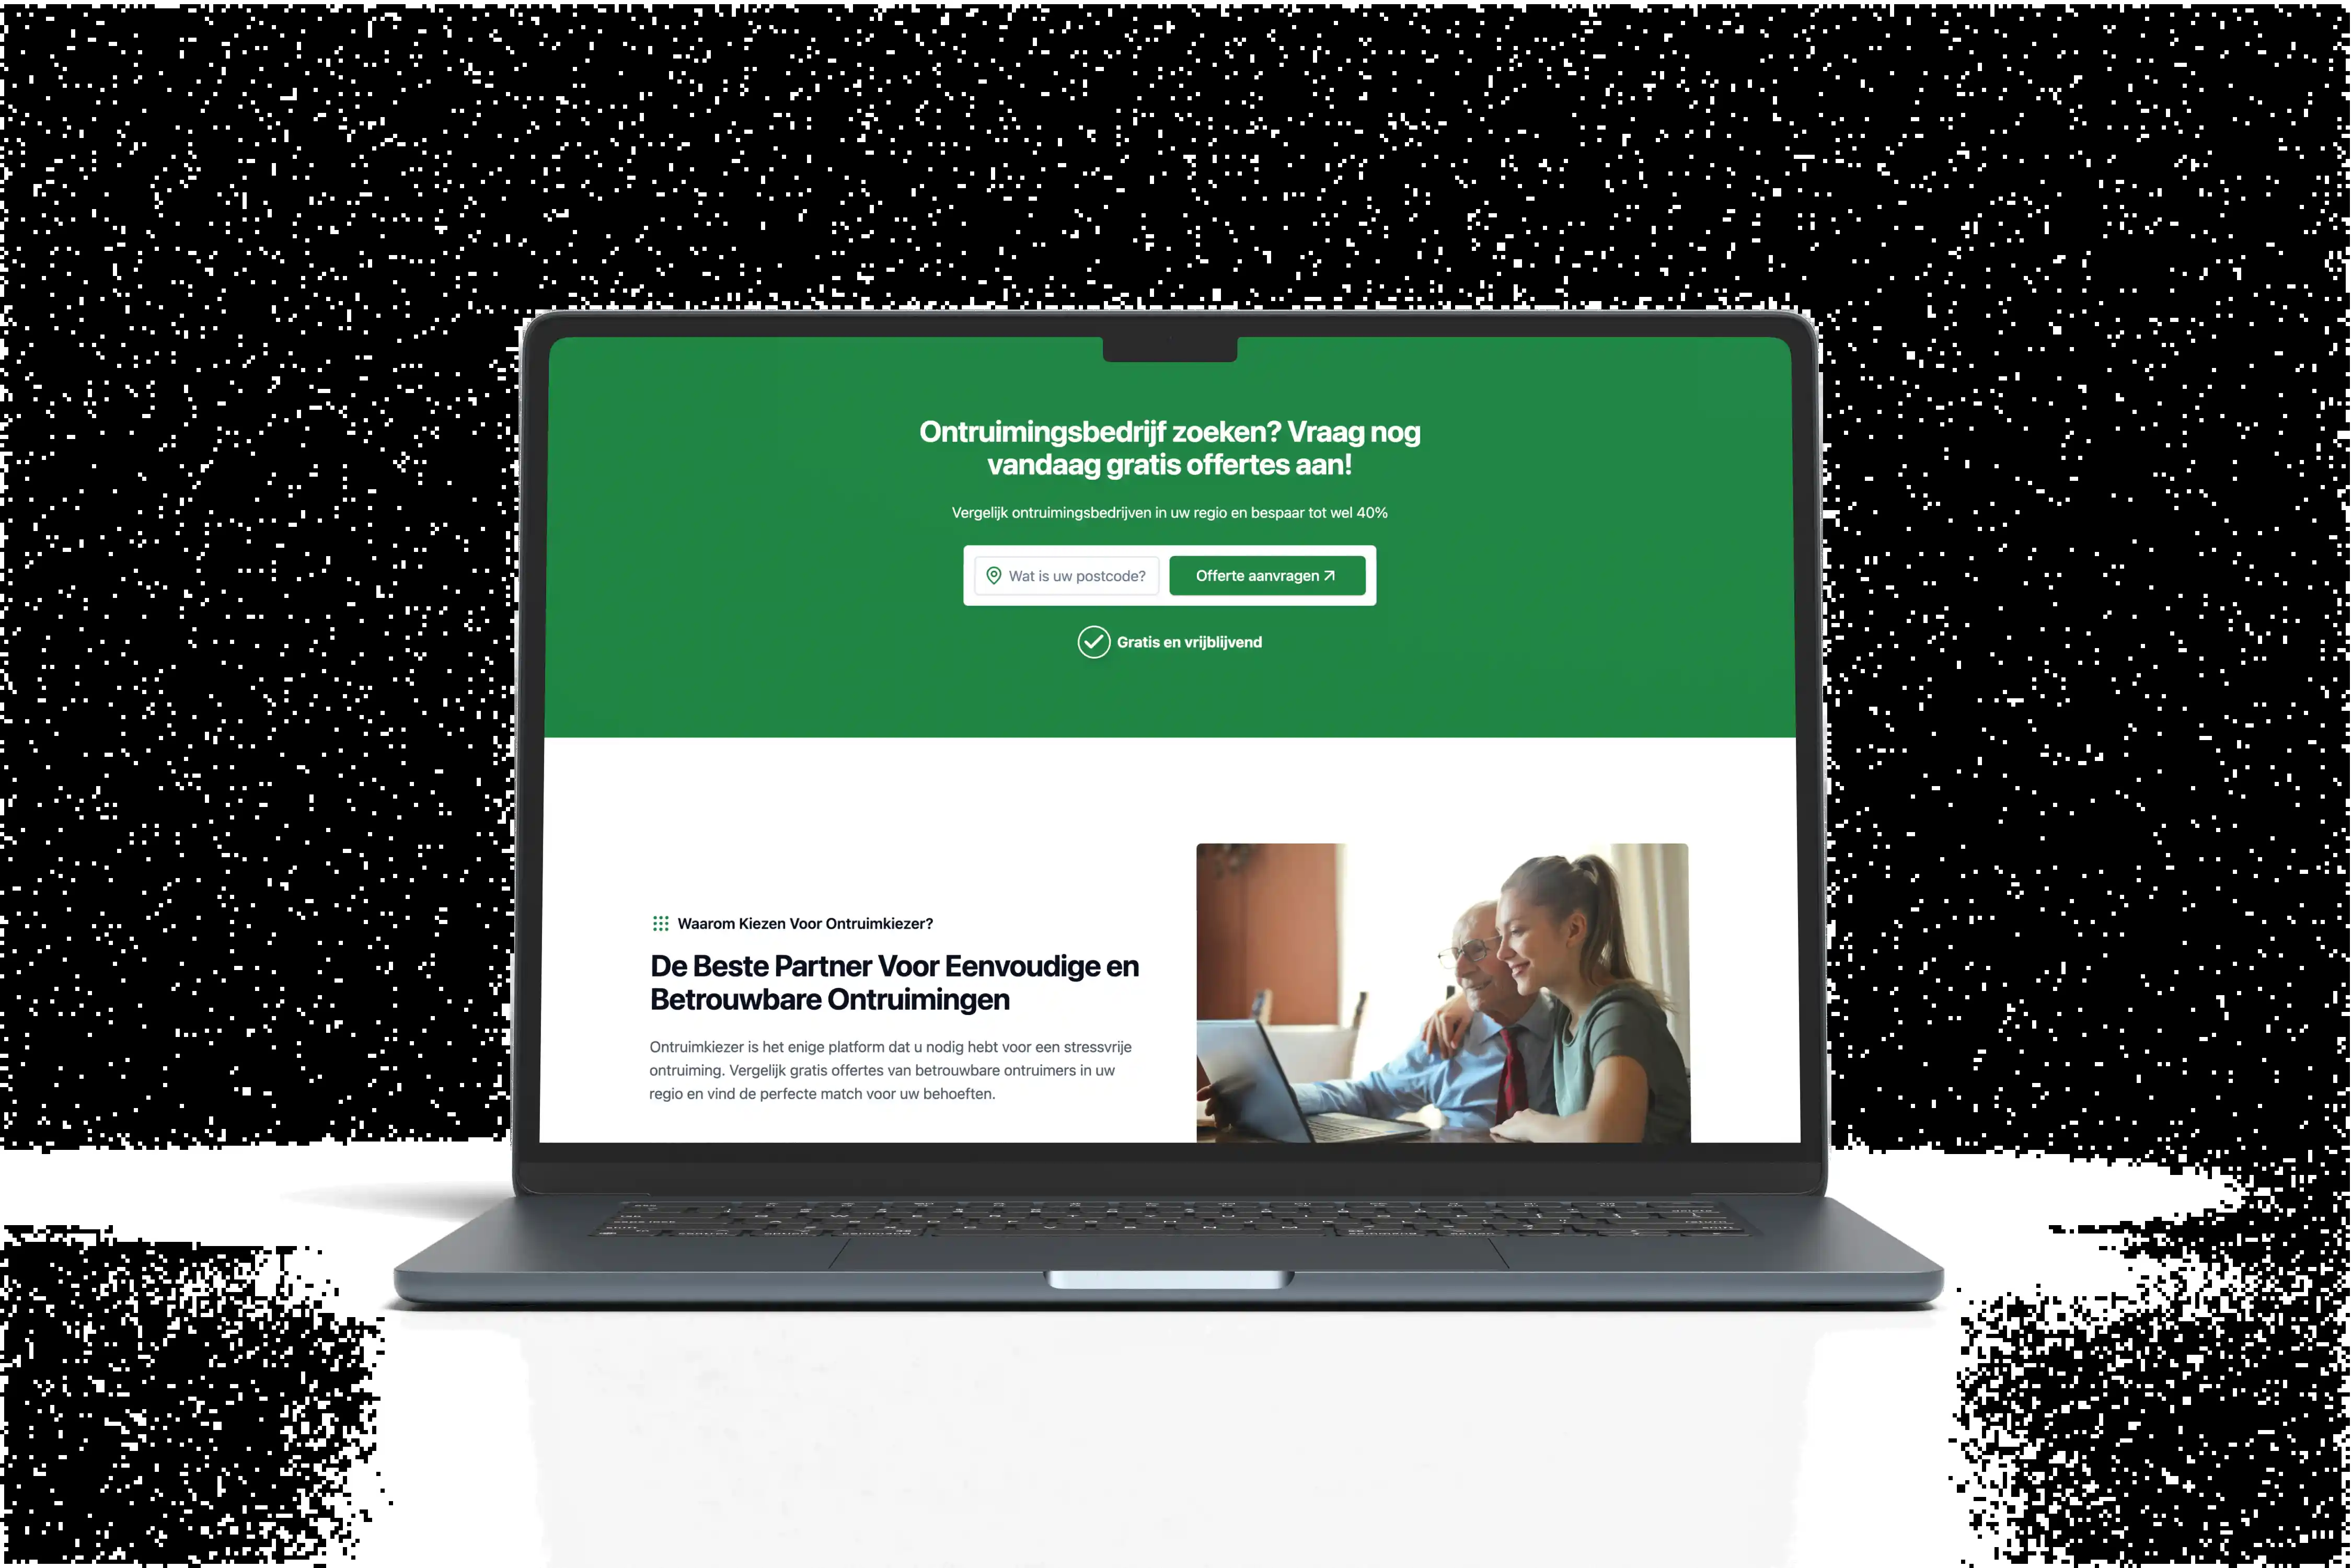 Ontruimingsbedrijf zoeken? Vraag nog
vandaag gratis offertes aan!
Vergelijk ontruimingsbedrijven in uw regio en bespaar tot wel 40%
Wat is uw postcode?
Offerte aanvragen
Gratis en vrijblijvend
Waarom Kiezen Voor Ontruimkiezer?
De Beste Partner Voor Eenvoudige en
Betrouwbare Ontruimingen
Ontruimkiezer is het enige platform dat u nodig hebt voor een stressvrije
ontruiming. Vergelijk gratis offertes van betrouwbare ontruimers in uw
regio en vind de perfecte match voor uw behoeften.